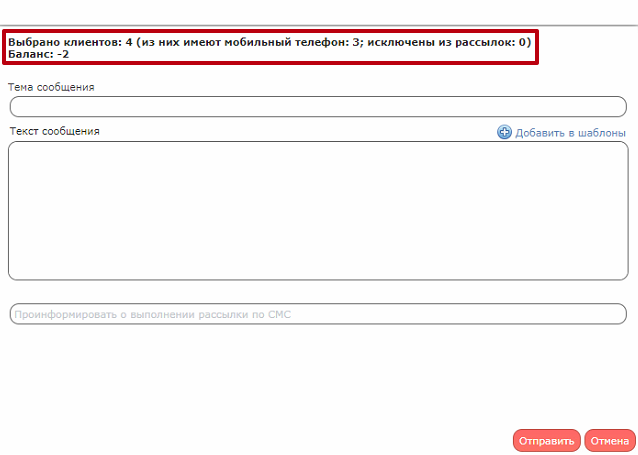 Выбрано клиентов: 4 (из них имеют мобильный телефон: 3; исключены из рассылок: 0)
Баланс: -2
Тема сообщения
Текст сообщения
Добавить в шаблоны
Проинформировать о выполнении рассылки по СМС
Отправить
Отмена